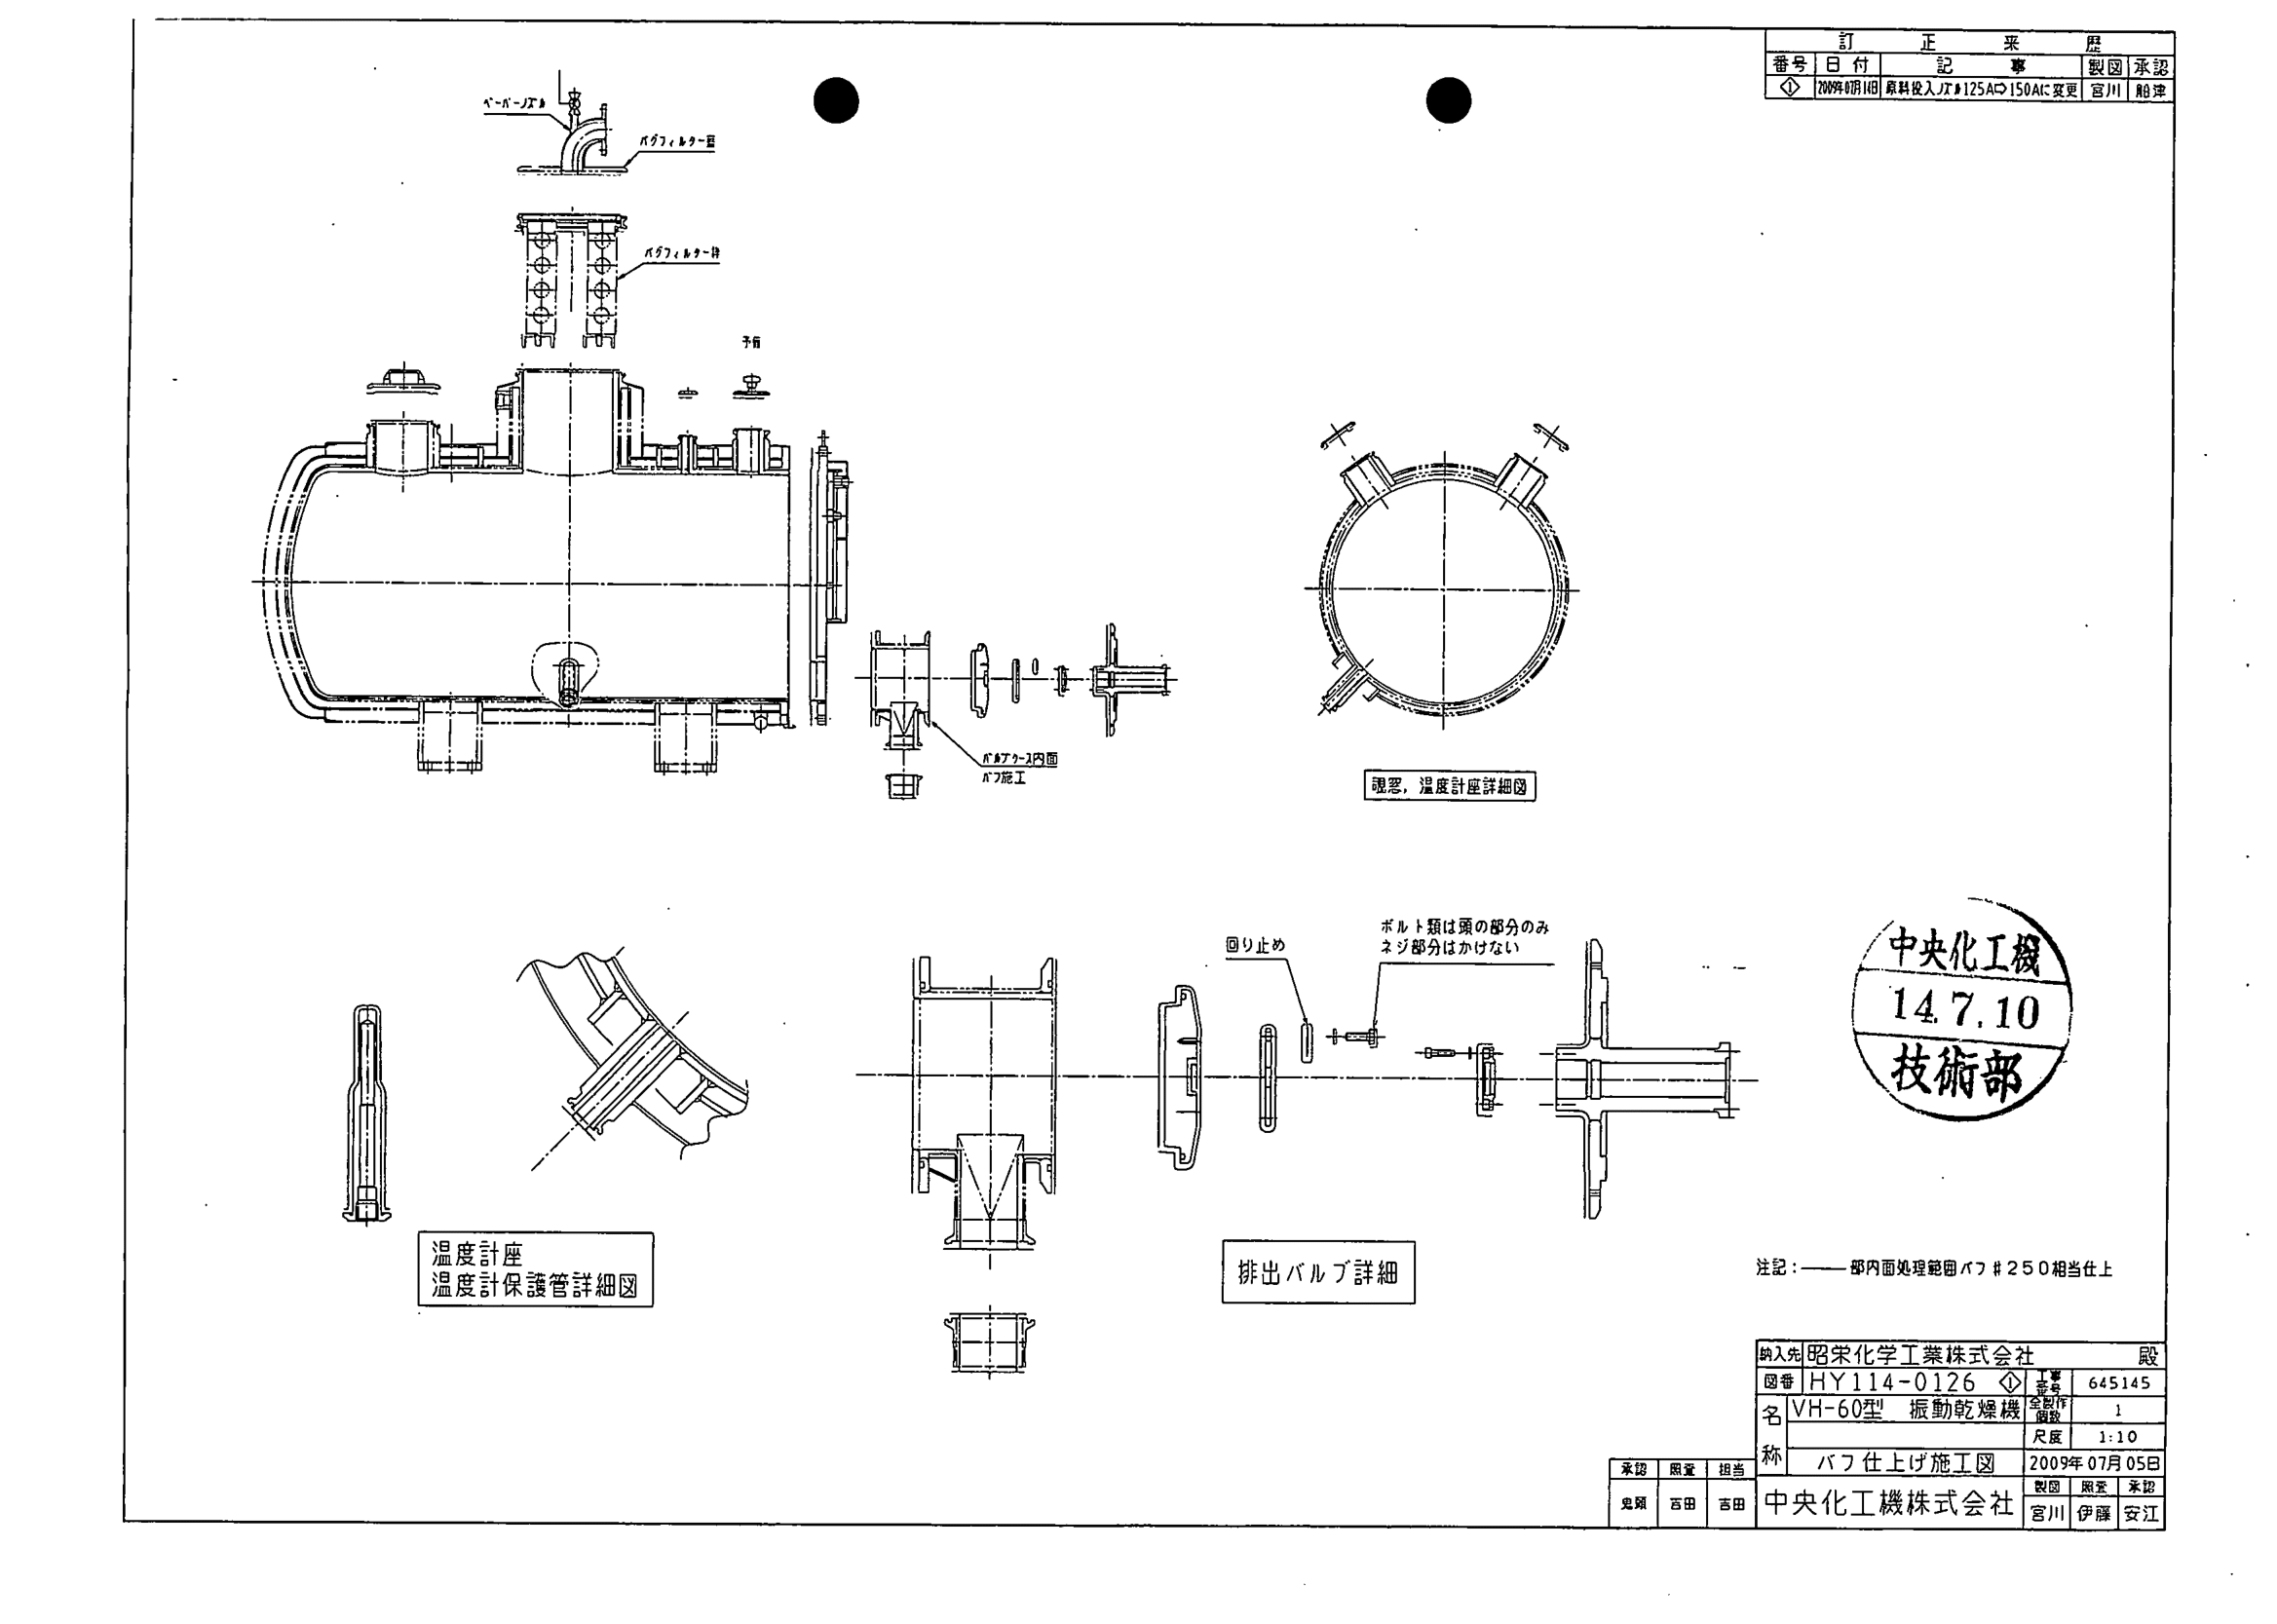 訂正来歴
番号 日付 記事 製図 承認
1 2009年07月14日 原料投入ノズル125A⇨150Aに変更 宮川 船津
ベーパーノズル
バグフィルター蓋
バグフィルター枠
予備
バルブケース内面
バフ施工
覗窓，温度計座詳細図
回り止め
ボルト類は頭の部分のみ
ネジ部分はかけない
中央化工機
14.7.10
技術部
温度計座
温度計保護管詳細図
排出バルブ詳細
注記：―― 部内面処理範囲バフ＃２５０相当仕上
納入先 昭栄化学工業株式会社 殿
図番 HY114-0126 1 工事番号 645145
名称 VH-60型 振動乾燥機 全製作個数 1
尺度 1:10
バフ仕上げ施工図 2009年07月05日
承認 照査 担当
鬼頭 吉田 吉田
中央化工機株式会社
製図 照査 承認
宮川 伊藤 安江